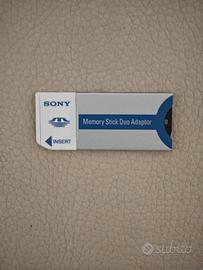 SONY
Memory Stick Duo Adaptor
INSERT
subito